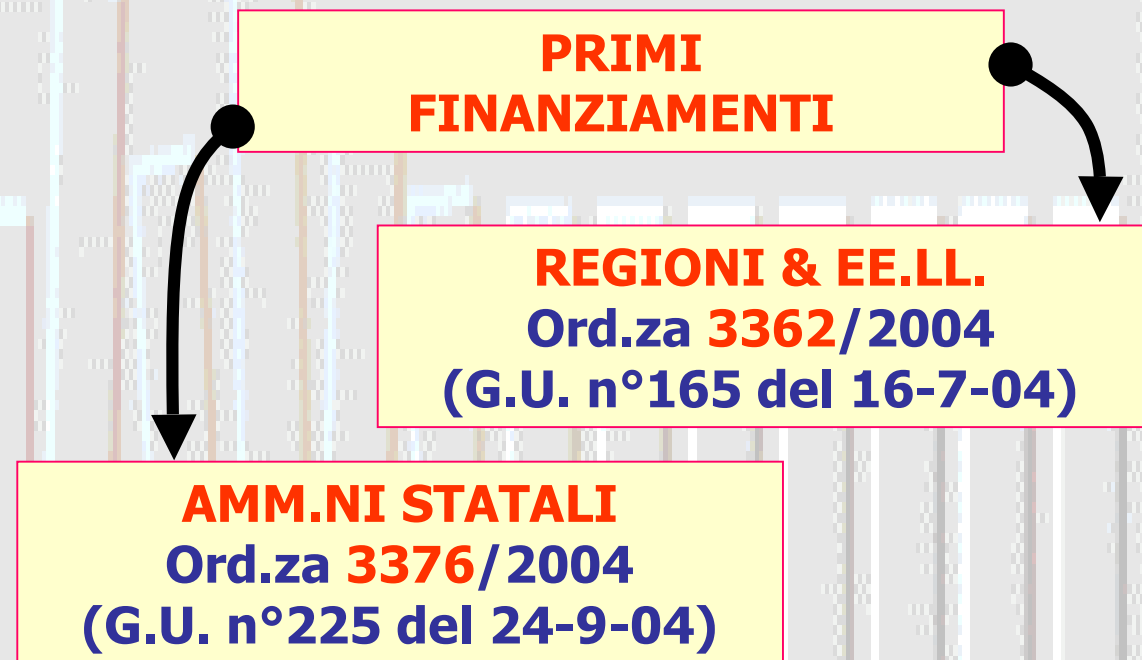 PRIMI
FINANZIAMENTI
REGIONI & EE.LL.
Ord.za 3362/2004
(G.U. n°165 del 16-7-04)
AMM.NI STATALI
Ord.za 3376/2004
(G.U. n°225 del 24-9-04)